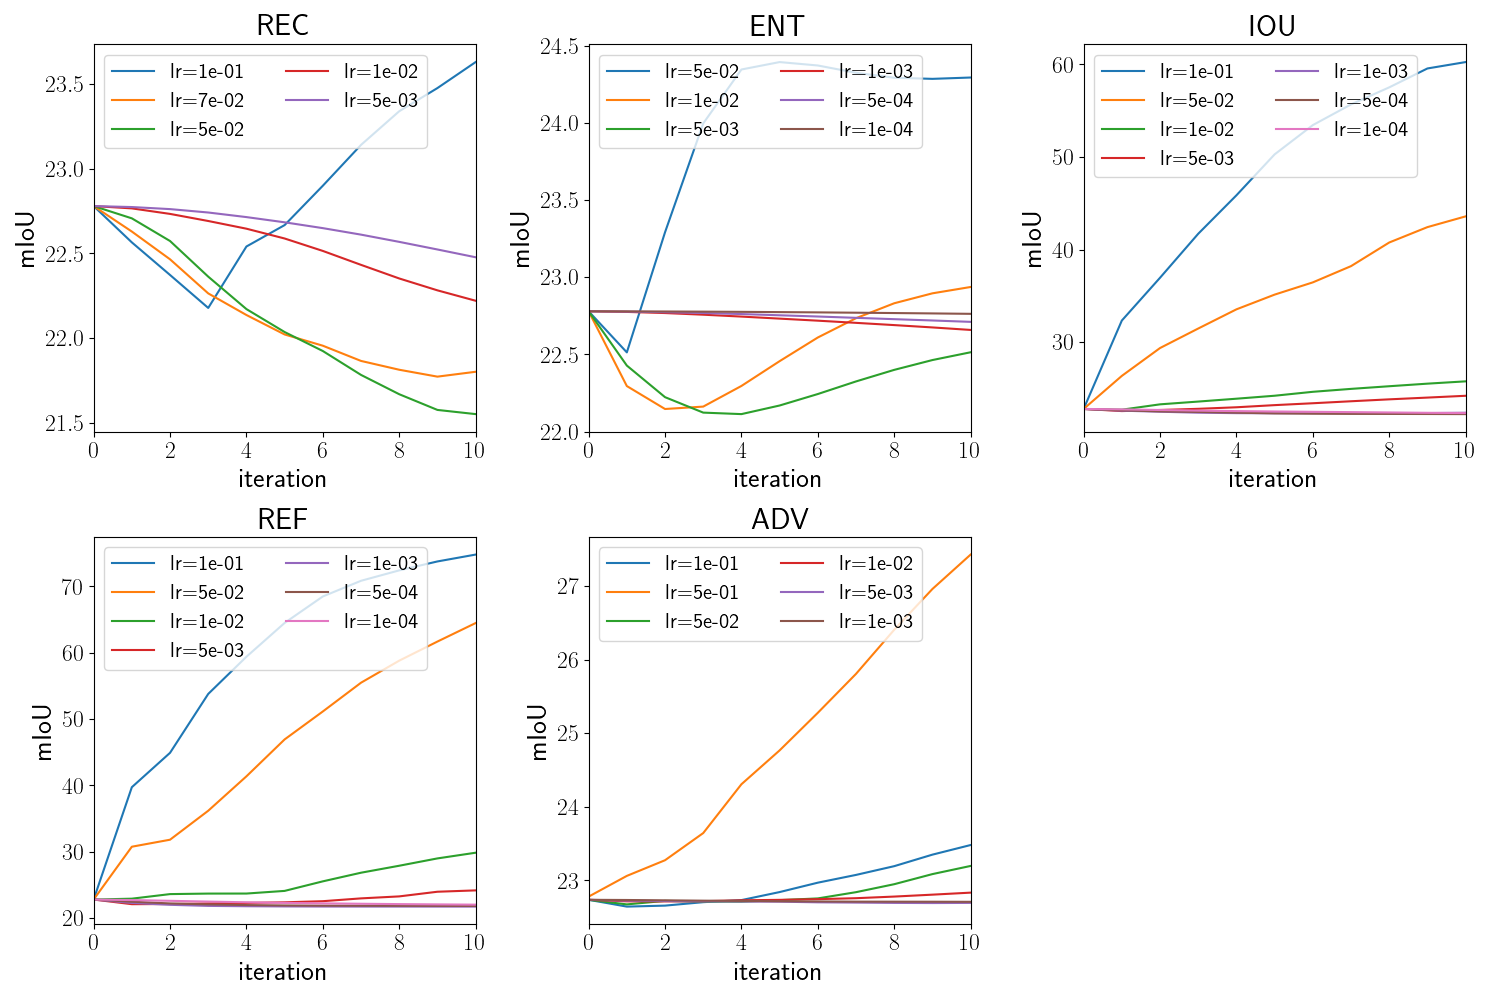 REC
mIoU
23.5
23.0
22.5
22.0
21.5
lr=1e-01
lr=7e-02
lr=5e-02
lr=1e-02
lr=5e-03
0 2 4 6 8 10
iteration
ENT
mIoU
24.5
24.0
23.5
23.0
22.5
22.0
lr=5e-02
lr=1e-02
lr=5e-03
lr=1e-03
lr=5e-04
lr=1e-04
0 2 4 6 8 10
iteration
IOU
mIoU
60
50
40
30
lr=1e-01
lr=5e-02
lr=1e-02
lr=5e-03
lr=1e-03
lr=5e-04
lr=1e-04
0 2 4 6 8 10
iteration
REF
mIoU
70
60
50
40
30
20
lr=1e-01
lr=5e-02
lr=1e-02
lr=5e-03
lr=1e-03
lr=5e-04
lr=1e-04
0 2 4 6 8 10
iteration
ADV
mIoU
27
26
25
24
23
lr=1e-01
lr=5e-01
lr=5e-02
lr=1e-02
lr=5e-03
lr=1e-03
0 2 4 6 8 10
iteration